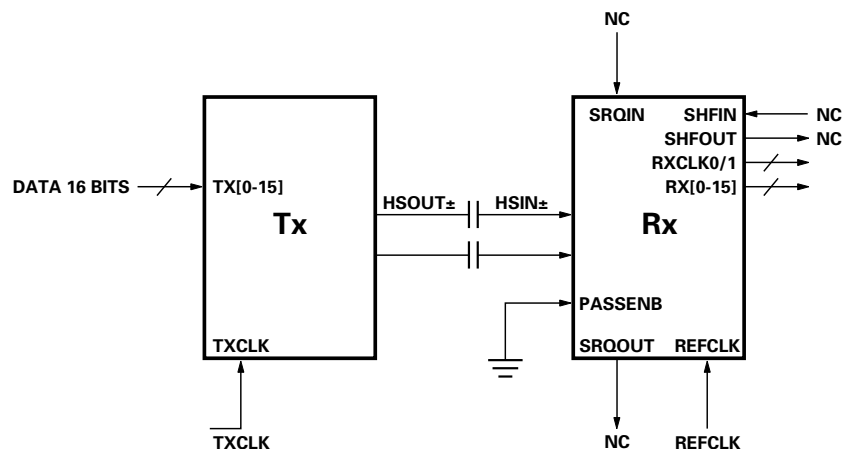 NC
SRQIN
SHFIN
NC
SHFOUT
NC
RXCLK0/1
DATA 16 BITS
TX[0-15]
RX[0-15]
HSOUT±
HSIN±
Tx
Rx
PASSENB
TXCLK
SRQOUT
REFCLK
TXCLK
NC
REFCLK